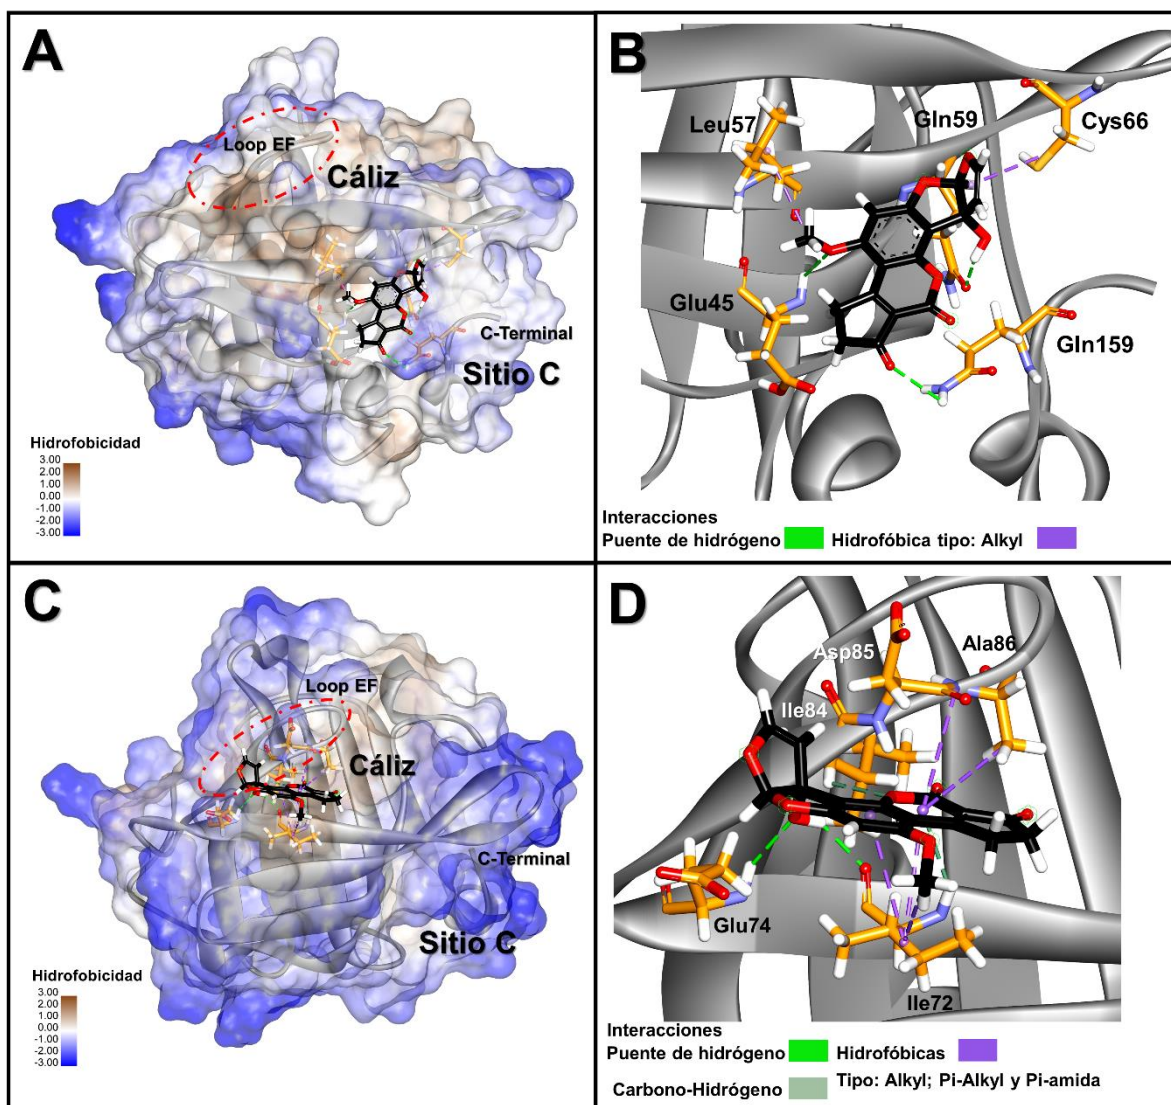 A
Loop EF
Cáliz
C-Terminal
Sitio C
Hidrofobicidad
3.00
2.00
1.00
0.00
-1.00
-2.00
-3.00
B
Leu57
Gln59
Cys66
Glu45
Gln159
Interacciones
Puente de hidrógeno Hidrofóbica tipo: Alkyl
C
Loop EF
Cáliz
C-Terminal
Sitio C
Hidrofobicidad
3.00
2.00
1.00
0.00
-1.00
-2.00
-3.00
D
Asp85
Ala86
Ile84
Glu74
Ile72
Interacciones
Puente de hidrógeno Hidrofóbicas
Carbono-Hidrógeno Tipo: Alkyl; Pi-Alkyl y Pi-amida